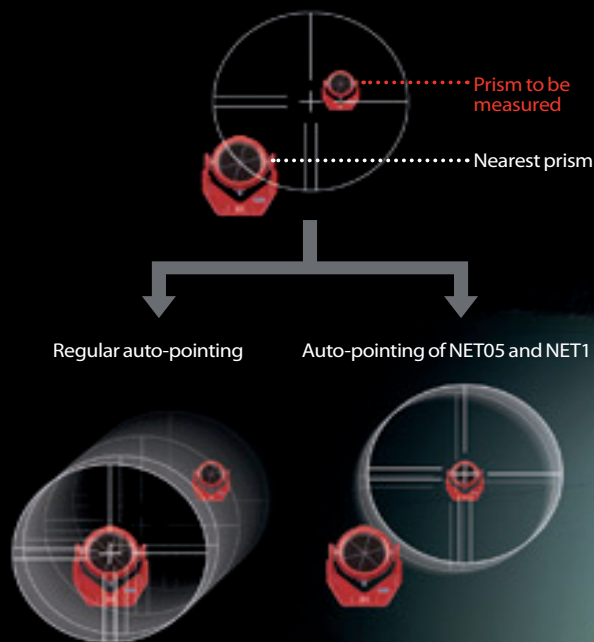 Prism to be
measured
Nearest prism
Regular auto-pointing
Auto-pointing of NET05 and NET1